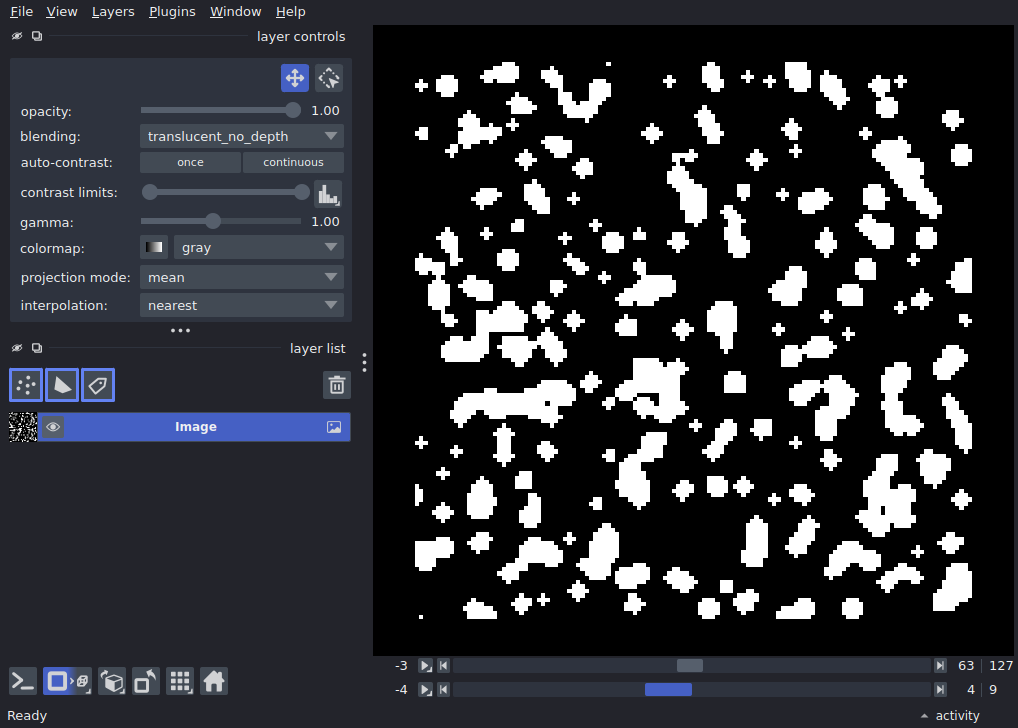 File View Layers Plugins Window Help
layer controls
opacity: 1.00
blending: translucent_no_depth
auto-contrast: once continuous
contrast limits:
gamma: 1.00
colormap: gray
projection mode: mean
interpolation: nearest
layer list
Image
-3 63 127
-4 4 9
Ready activity